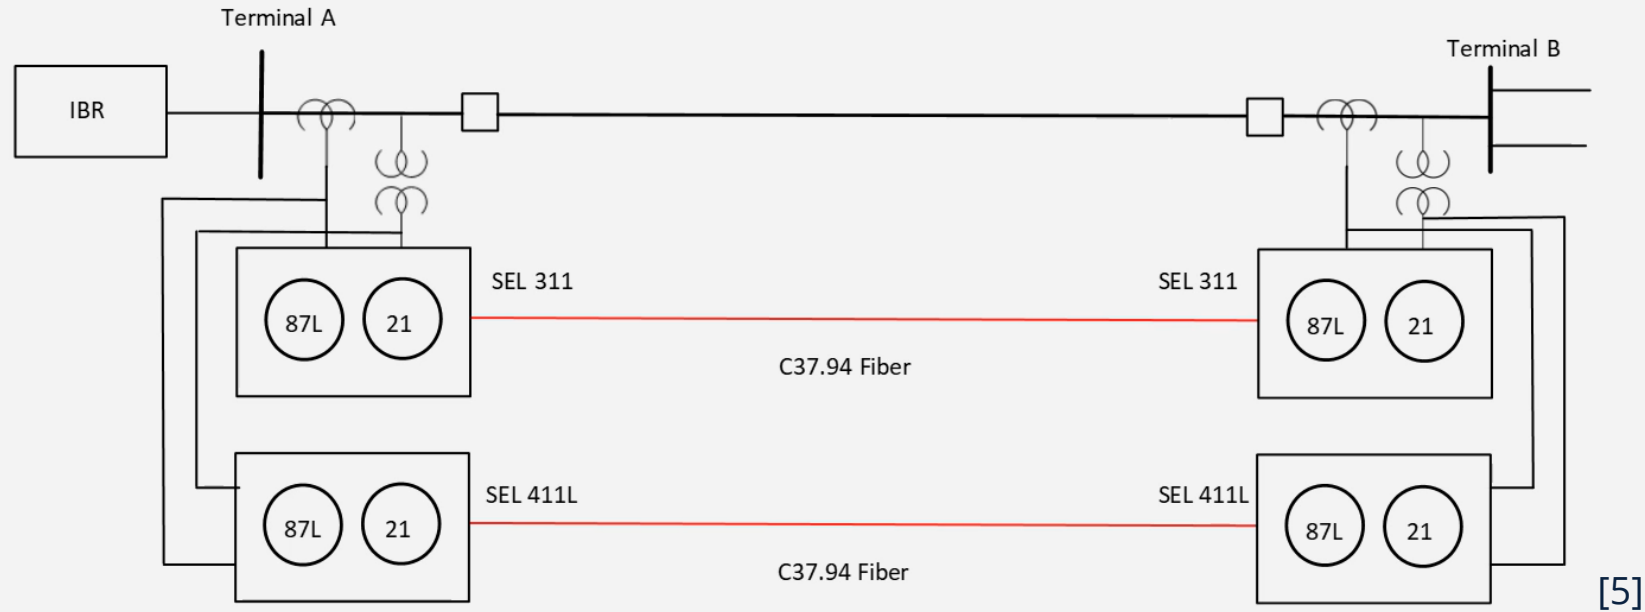 Terminal A
Terminal B
IBR
SEL 311
SEL 311
87L
21
87L
21
C37.94 Fiber
SEL 411L
SEL 411L
87L
21
87L
21
C37.94 Fiber
[5]